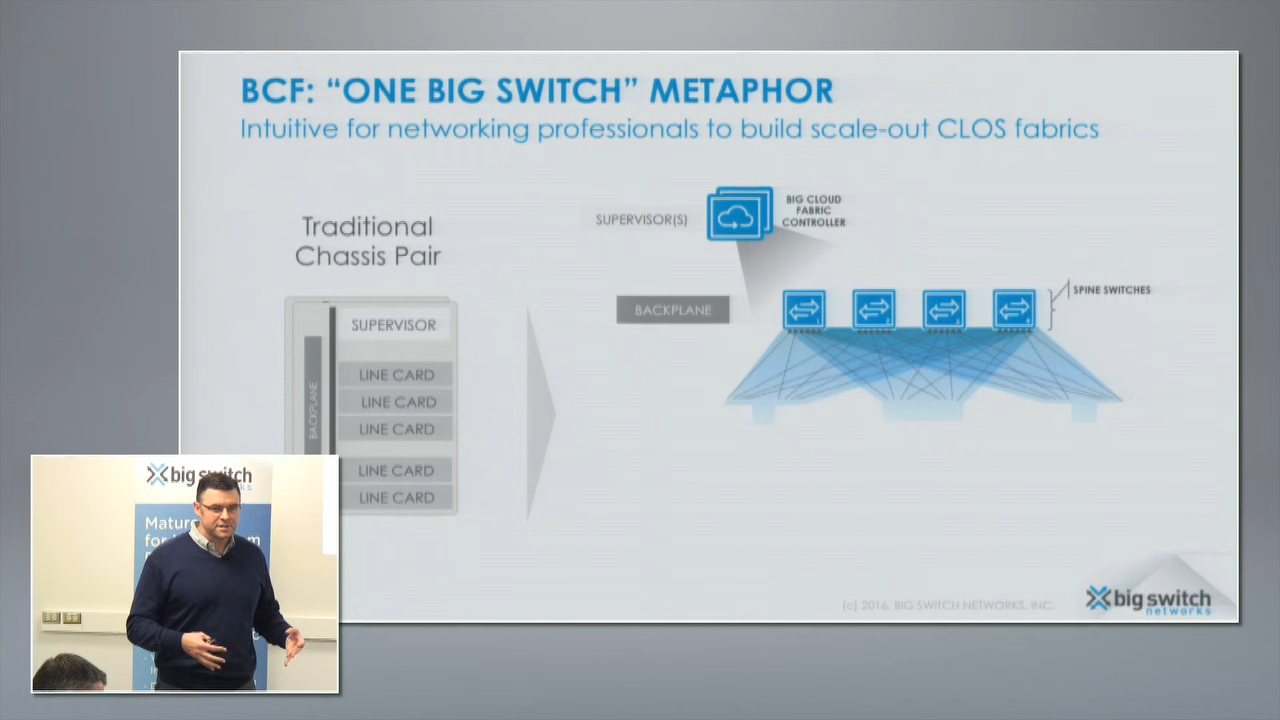 BCF: “ONE BIG SWITCH” METAPHOR
Intuitive for networking professionals to build scale-out CLOS fabrics
Traditional
Chassis Pair
SUPERVISOR
BACKPLANE
LINE CARD
LINE CARD
LINE CARD
LINE CARD
LINE CARD
SUPERVISOR(S)
BIG CLOUD
FABRIC
CONTROLLER
BACKPLANE
SPINE SWITCHES
(c) 2016, BIG SWITCH NETWORKS, INC.
big switch
networks
big switch
Mature